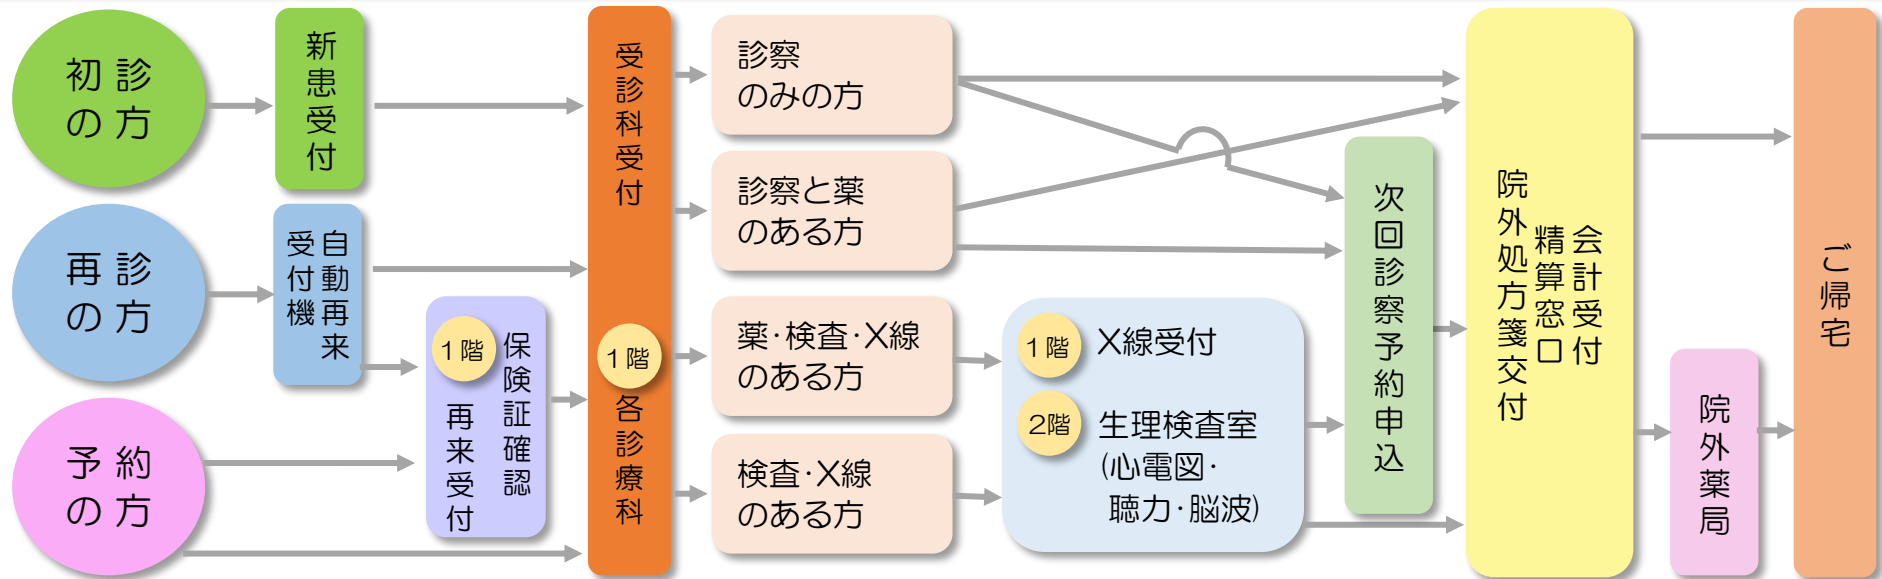 初診
の方
新患受付
再診
の方
自動再来
受付機
予約
の方
1階
保険証確認
再来受付
受診科受付
1階
各診療科
診察
のみの方
診察と薬
のある方
薬・検査・X線
のある方
検査・X線
のある方
1階
X線受付
2階
生理検査室
(心電図・
聴力・脳波)
次回診察予約申込
会計受付
精算窓口
院外処方箋交付
院外薬局
ご帰宅